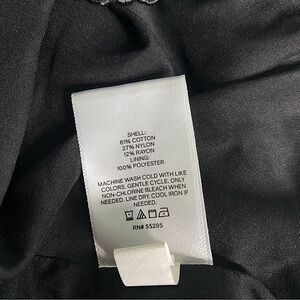 SHELL:
61% COTTON
27% NYLON
12% RAYON
LINING:
100% POLYESTER
MACHINE WASH COLD WITH LIKE
COLORS. GENTLE CYCLE, ONLY
NON-CHLORINE BLEACH WHEN
NEEDED. LINE DRY, COOL IRON IF
NEEDED.
RN# 55285